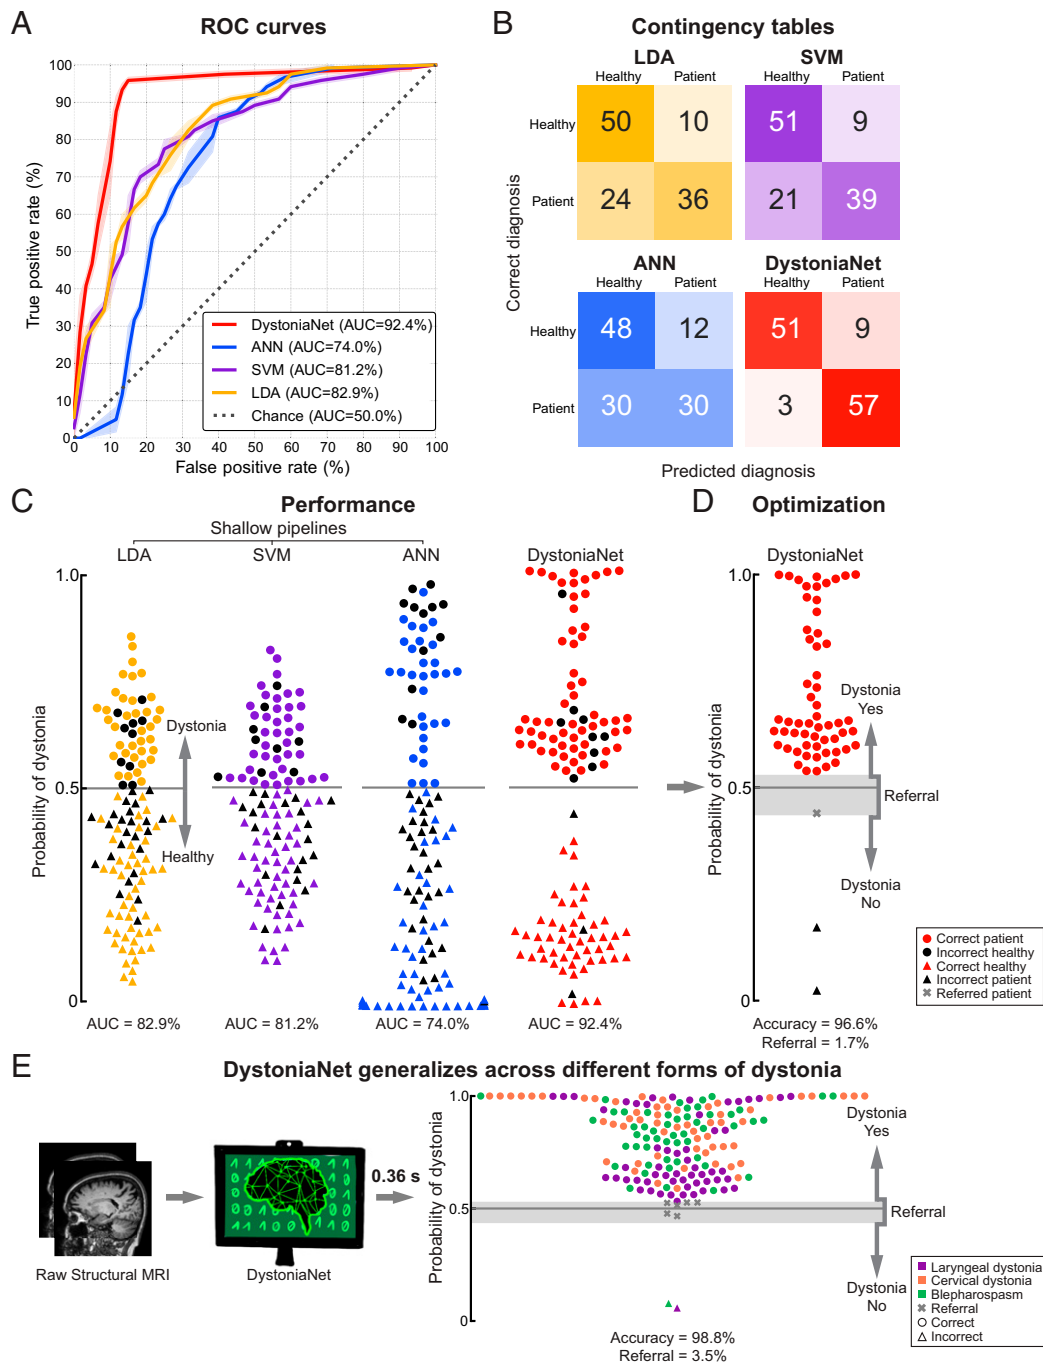 A
ROC curves
100
90
80
70
60
50
40
30
20
10
0
0 10 20 30 40 50 60 70 80 90 100
True positive rate (%)
False positive rate (%)
DystoniaNet (AUC=92.4%)
ANN (AUC=74.0%)
SVM (AUC=81.2%)
LDA (AUC=82.9%)
Chance (AUC=50.0%)
B
Contingency tables
LDA
Healthy Patient
Healthy 50 10
Patient 24 36
SVM
Healthy Patient
51 9
21 39
Correct diagnosis
ANN
Healthy Patient
Healthy 48 12
Patient 30 30
DystoniaNet
Healthy Patient
51 9
3 57
Predicted diagnosis
C
Performance
Shallow pipelines
LDA SVM ANN DystoniaNet
1.0
0.5
0
Probability of dystonia
Dystonia
Healthy
AUC = 82.9% AUC = 81.2% AUC = 74.0% AUC = 92.4%
D
Optimization
DystoniaNet
1.0
0.5
0
Probability of dystonia
Dystonia
Yes
Referral
Dystonia
No
Correct patient
Incorrect healthy
Correct healthy
Incorrect patient
Referred patient
Accuracy = 96.6%
Referral = 1.7%
E
DystoniaNet generalizes across different forms of dystonia
Raw Structural MRI
DystoniaNet
0.36 s
1.0
0.5
0
Probability of dystonia
Dystonia
Yes
Referral
Dystonia
No
Laryngeal dystonia
Cervical dystonia
Blepharospasm
Referral
Correct
Incorrect
Accuracy = 98.8%
Referral = 3.5%